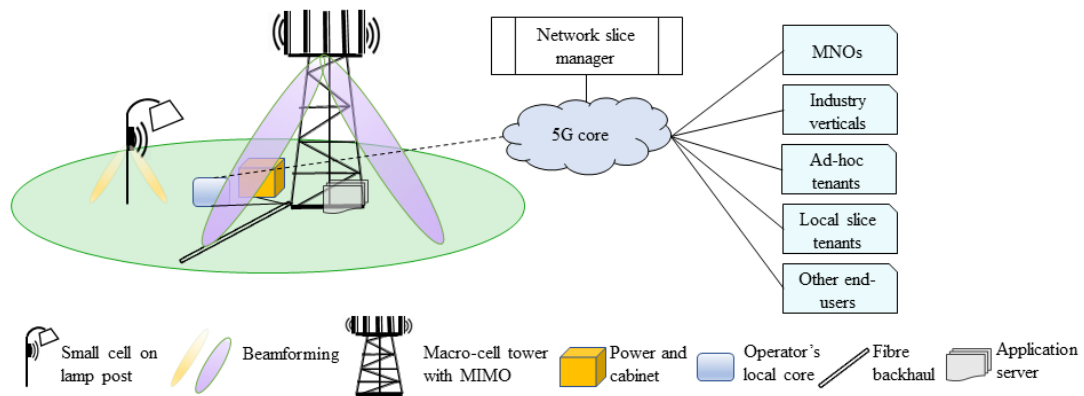 Network slice
manager
5G core
MNOs
Industry
verticals
Ad-hoc
tenants
Local slice
tenants
Other end-
users
Small cell on
lamp post
Beamforming
Macro-cell tower
with MIMO
Power and
cabinet
Operator's
local core
Fibre
backhaul
Application
server